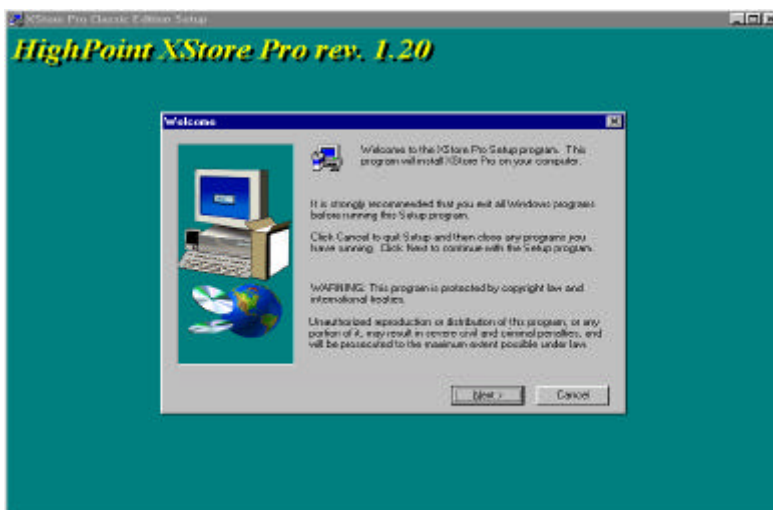 XStore Pro Classic Edition Setup
HighPoint XStore Pro rev. 1.20
Welcome
Welcome to the XStore Pro Setup program. This
program will install XStore Pro on your computer.
It is strongly recommended that you exit all Windows programs
before running this Setup program.
Click Cancel to quit Setup and then close any programs you
have running. Click Next to continue with the Setup program.
WARNING: This program is protected by copyright law and
international treaties.
Unauthorized reproduction or distribution of this program, or any
portion of it, may result in severe civil and criminal penalties, and
will be prosecuted to the maximum extent possible under law.
Next >
Cancel